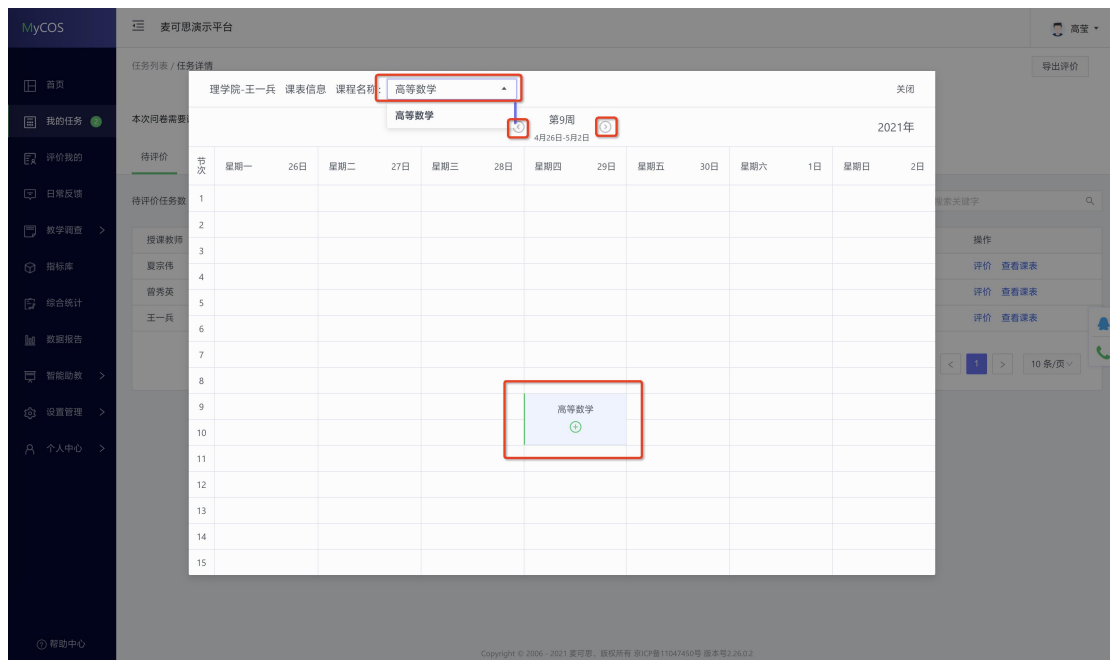 MyCOS
麦可思演示平台
高莹
任务列表 / 任务详情
导出评价
首页
理学院-王一兵 课表信息 课程名称: 高等数学
关闭
高等数学
我的任务 2
本次问卷需要
第9周
4月26日-5月2日
2021年
评价我的
待评价
节次 星期一 26日 星期二 27日 星期三 28日 星期四 29日 星期五 30日 星期六 1日 星期日 2日
日常反馈
待评价任务数
搜索关键字
教学调查
授课教师
操作
指标库
夏宗伟
评价 查看课表
综合统计
曾秀英
评价 查看课表
王一兵
评价 查看课表
数据报告
1
10 条/页
智能助教
设置管理
个人中心
1
2
3
4
5
6
7
8
9
高等数学
10
11
12
13
14
15
帮助中心
Copyright © 2006 - 2021 麦可思．版权所有 京ICP备11047450号 版本号2.26.0.2